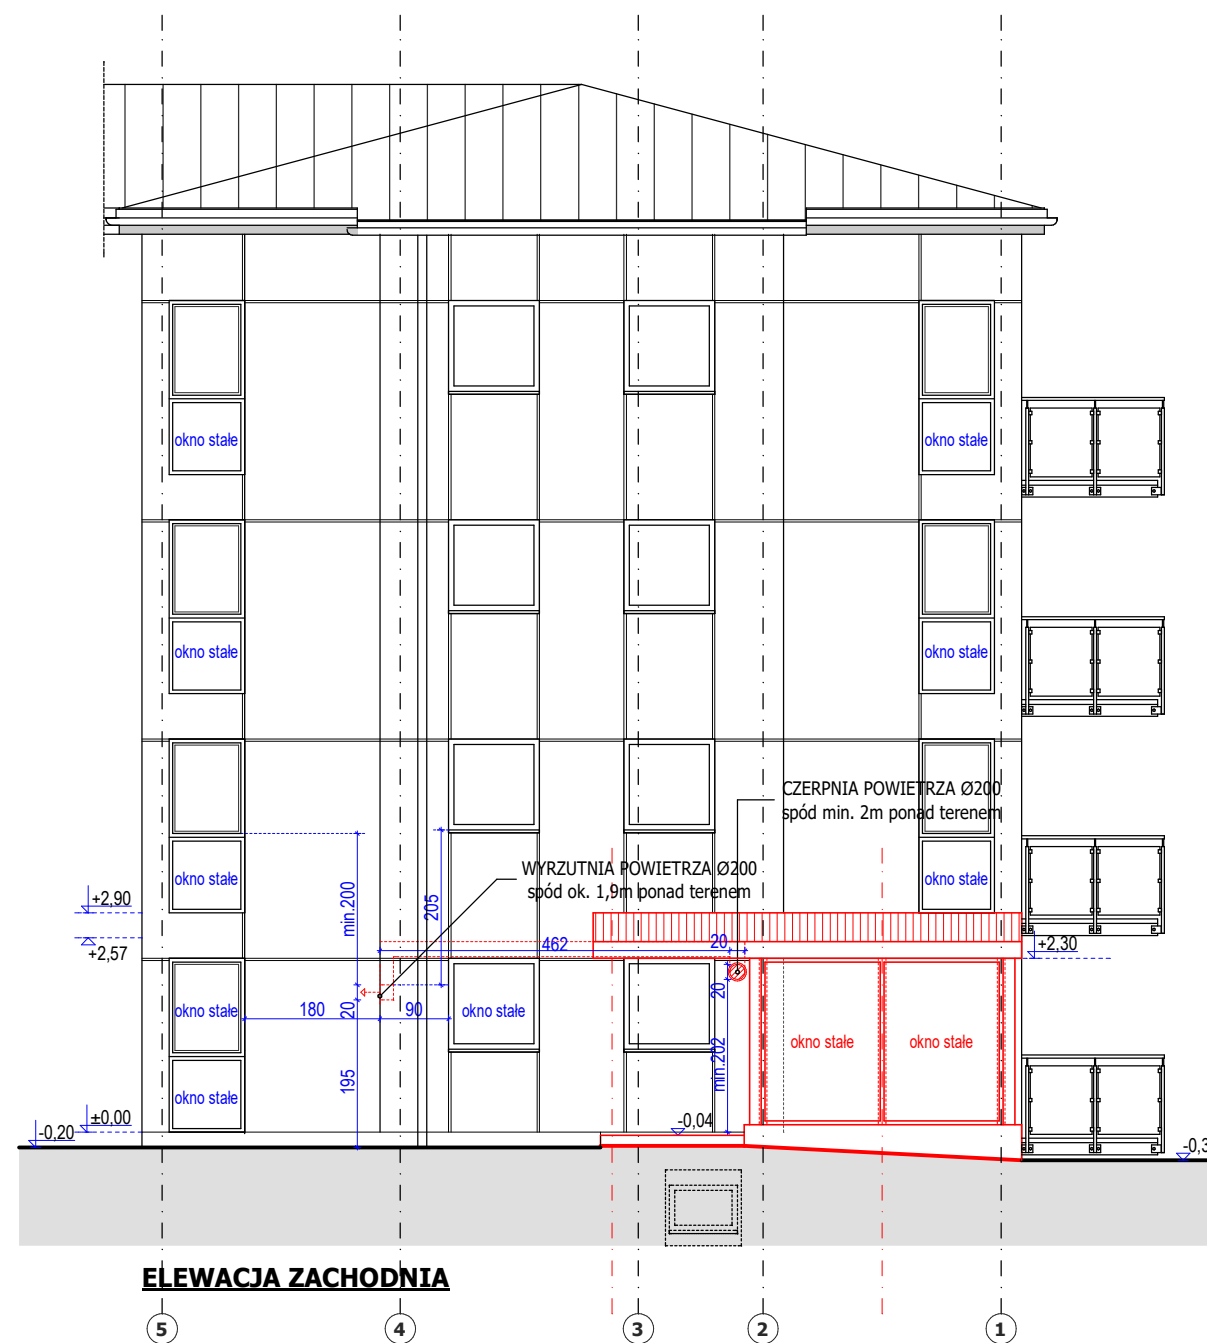 okno stałe
okno stałe
okno stałe
okno stałe
CZERPNIA POWIETRZA Ø200
spód min. 2m ponad terenem
WYRZUTNIA POWIETRZA Ø200
spód ok. 1,9m ponad terenem
okno stałe
okno stałe
min.200
205
+2,90
+2,57
462
20
+2,30
okno stałe
180
20
90
okno stałe
20
min.202
okno stałe
okno stałe
195
okno stałe
±0,00
-0,20
-0,04
-0,3
ELEWACJA ZACHODNIA
5
4
3
2
1